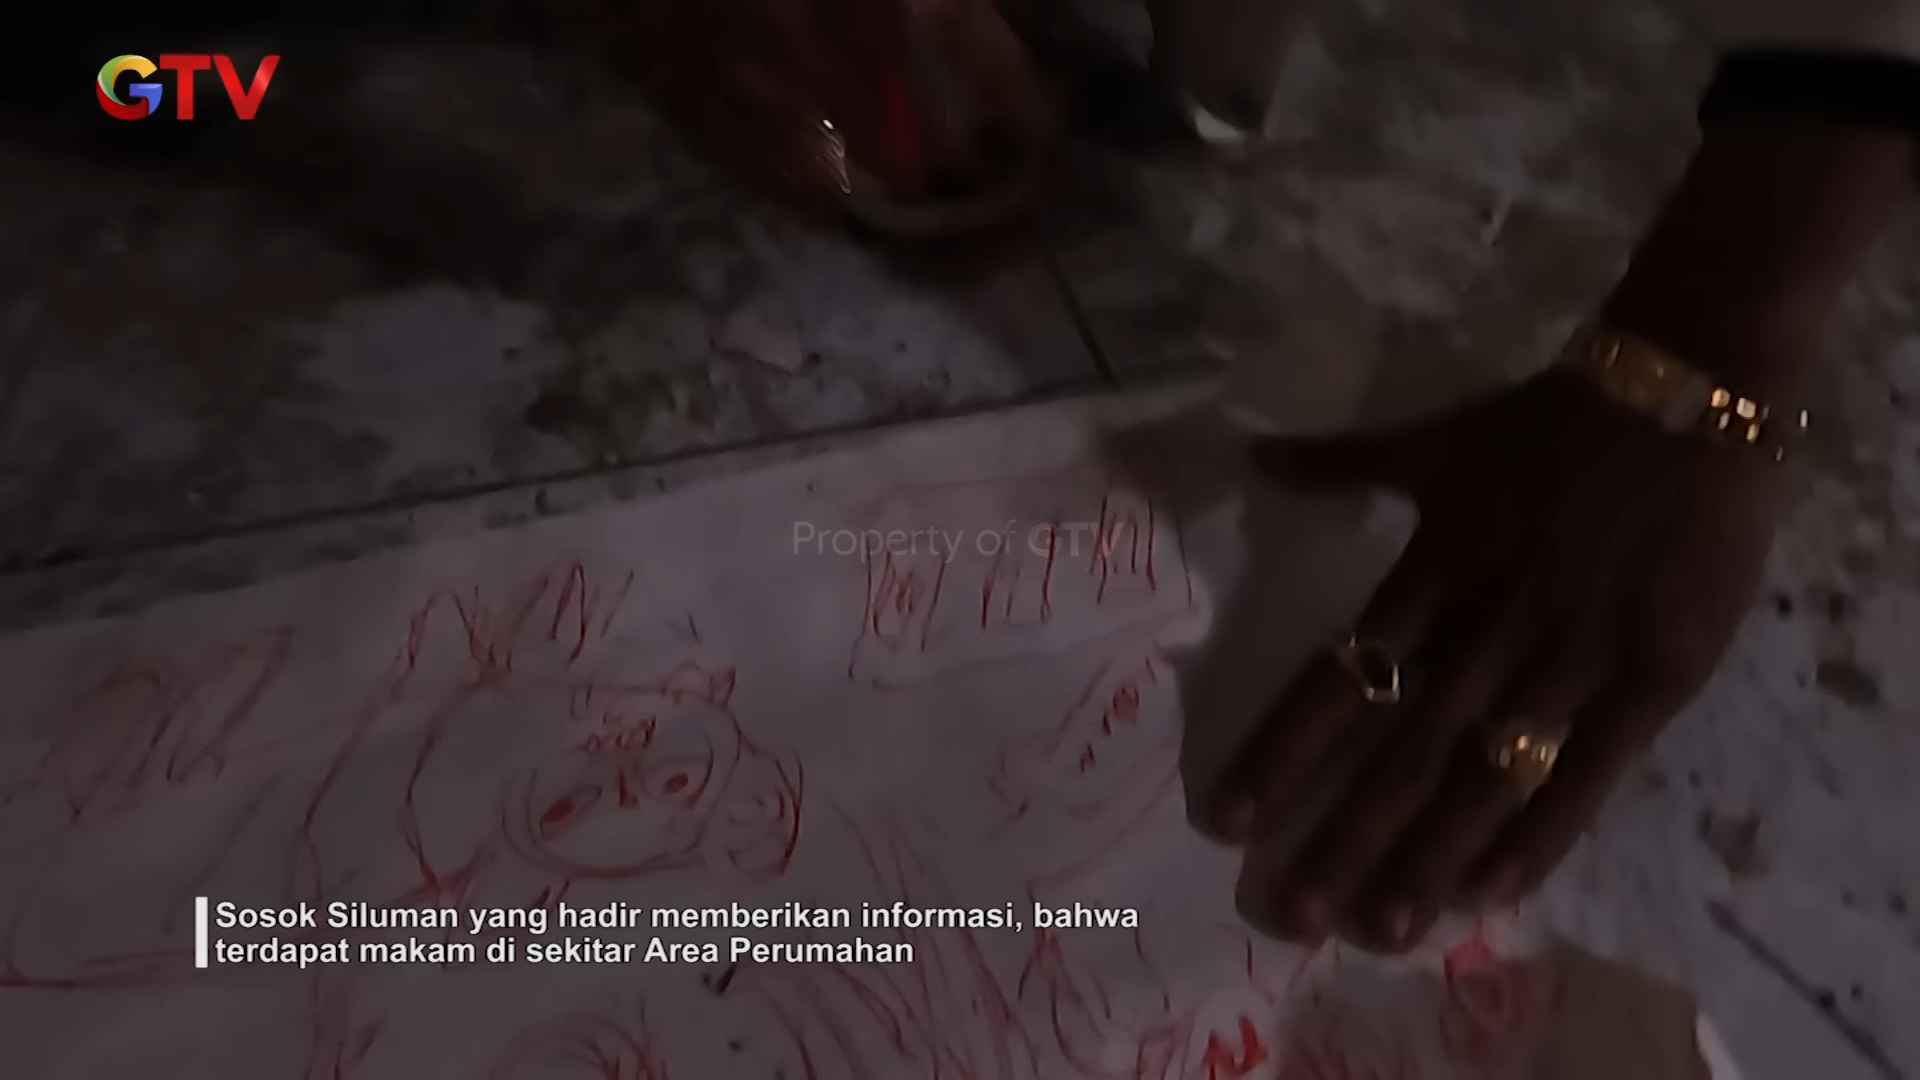 GTV
Property of GTV
Sosok Siluman yang hadir memberikan informasi, bahwa
terdapat makam di sekitar Area Perumahan